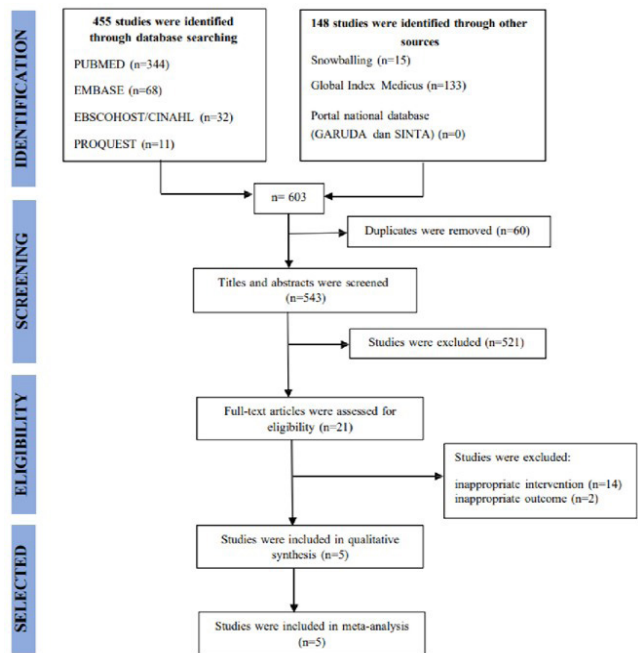 IDENTIFICATION
455 studies were identified
through database searching
PUBMED (n=344)
EMBASE (n=68)
EBSCOHOST/CINAHL (n=32)
PROQUEST (n=11)
148 studies were identified through other
sources
Snowballing (n=15)
Global Index Medicus (n=133)
Portal national database
(GARUDA dan SINTA) (n=0)
n= 603
SCREENING
Duplicates were removed (n=60)
Titles and abstracts were screened
(n=543)
Studies were excluded (n=521)
ELIGIBILITY
Full-text articles were assessed for
eligibility (n=21)
Studies were excluded:
inappropriate intervention (n=14)
inappropriate outcome (n=2)
SELECTED
Studies were included in qualitative
synthesis (n=5)
Studies were included in meta-analysis
(n=5)